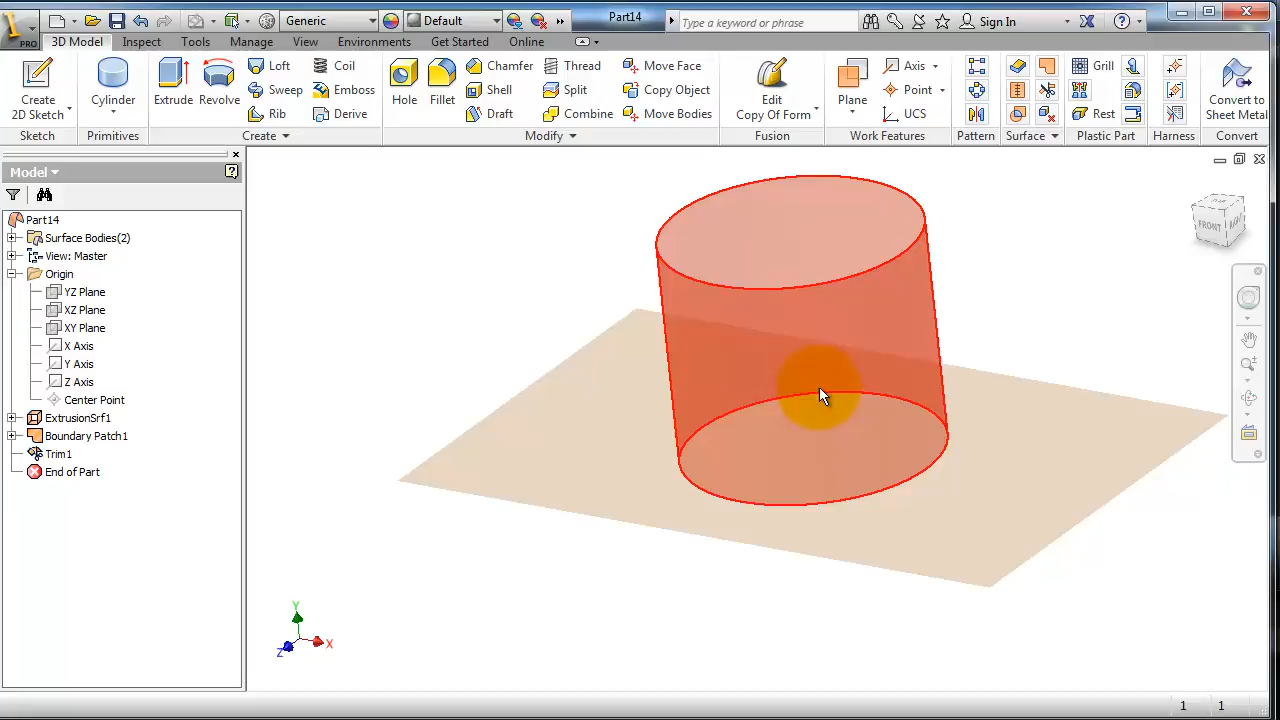 Generic
Default
Part14
Type a keyword or phrase
Sign In
PRO
3D Model
Inspect
Tools
Manage
View
Environments
Get Started
Online
Create
2D Sketch
Cylinder
Extrude
Revolve
Loft
Sweep
Rib
Coil
Emboss
Derive
Hole
Fillet
Chamfer
Shell
Draft
Thread
Split
Combine
Move Face
Copy Object
Move Bodies
Edit
Copy Of Form
Plane
Axis
Point
UCS
Grill
Rest
Convert to
Sheet Metal
Sketch
Primitives
Create
Modify
Fusion
Work Features
Pattern
Surface
Plastic Part
Harness
Convert
Model
Part14
Surface Bodies(2)
View: Master
Origin
YZ Plane
XZ Plane
XY Plane
X Axis
Y Axis
Z Axis
Center Point
ExtrusionSrf1
Boundary Patch1
Trim1
End of Part
FRONT
Y
X
Z
1 1